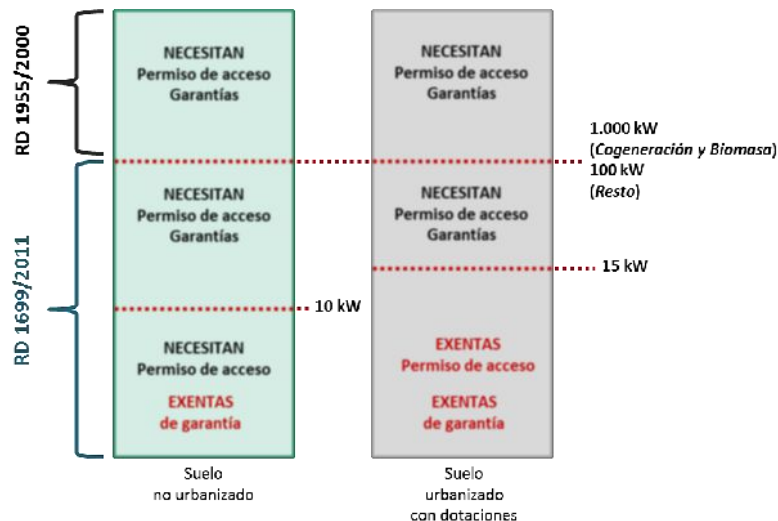 RD 1955/2000
RD 1699/2011
NECESITAN
Permiso de acceso
Garantías
NECESITAN
Permiso de acceso
Garantías
10 kW
NECESITAN
Permiso de acceso
EXENTAS
de garantía
Suelo
no urbanizado
NECESITAN
Permiso de acceso
Garantías
1.000 kW
(Cogeneración y Biomasa)
100 kW
(Resto)
NECESITAN
Permiso de acceso
Garantías
15 kW
EXENTAS
Permiso de acceso
EXENTAS
de garantía
Suelo
urbanizado
con dotaciones